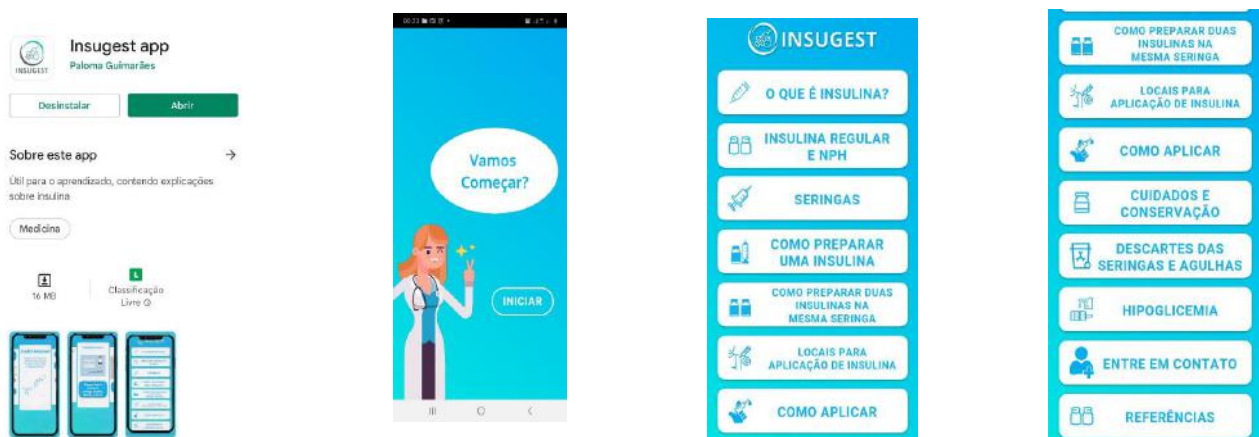 Insugest app
Paloma Guimarães
INSUGEST
Desinstalar
Abrir
Sobre este app
Útil para o aprendizado, contendo explicações
sobre insulina
Medicina
16 MB
L
Classificação
Livre
Vamos
Começar?
INICIAR
INSUGEST
O QUE É INSULINA?
INSULINA REGULAR
E NPH
SERINGAS
COMO PREPARAR
UMA INSULINA
COMO PREPARAR DUAS
INSULINAS NA
MESMA SERINGA
LOCAIS PARA
APLICAÇÃO DE INSULINA
COMO APLICAR
COMO PREPARAR DUAS
INSULINAS NA
MESMA SERINGA
LOCAIS PARA
APLICAÇÃO DE INSULINA
COMO APLICAR
CUIDADOS E
CONSERVAÇÃO
DESCARTES DAS
SERINGAS E AGULHAS
HIPOGLICEMIA
ENTRE EM CONTATO
REFERÊNCIAS